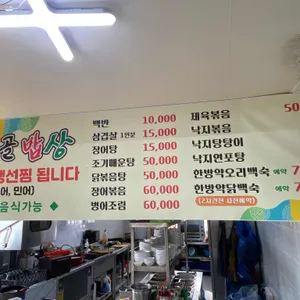 골 밥상
생선찜 됩니다
어, 민어)
음식가능 ◆
백반 10,000
삼겹살 1인분 15,000
장어탕 15,000
조기매운탕 50,000
닭볶음탕 50,000
장어볶음 60,000
병어조림 60,000
제육볶음 50
낙지볶음
낙지탕탕이
낙지연포탕
한방약오리백숙 예약 7
한방약닭백숙 예약 7
(2시간전 사전예약)